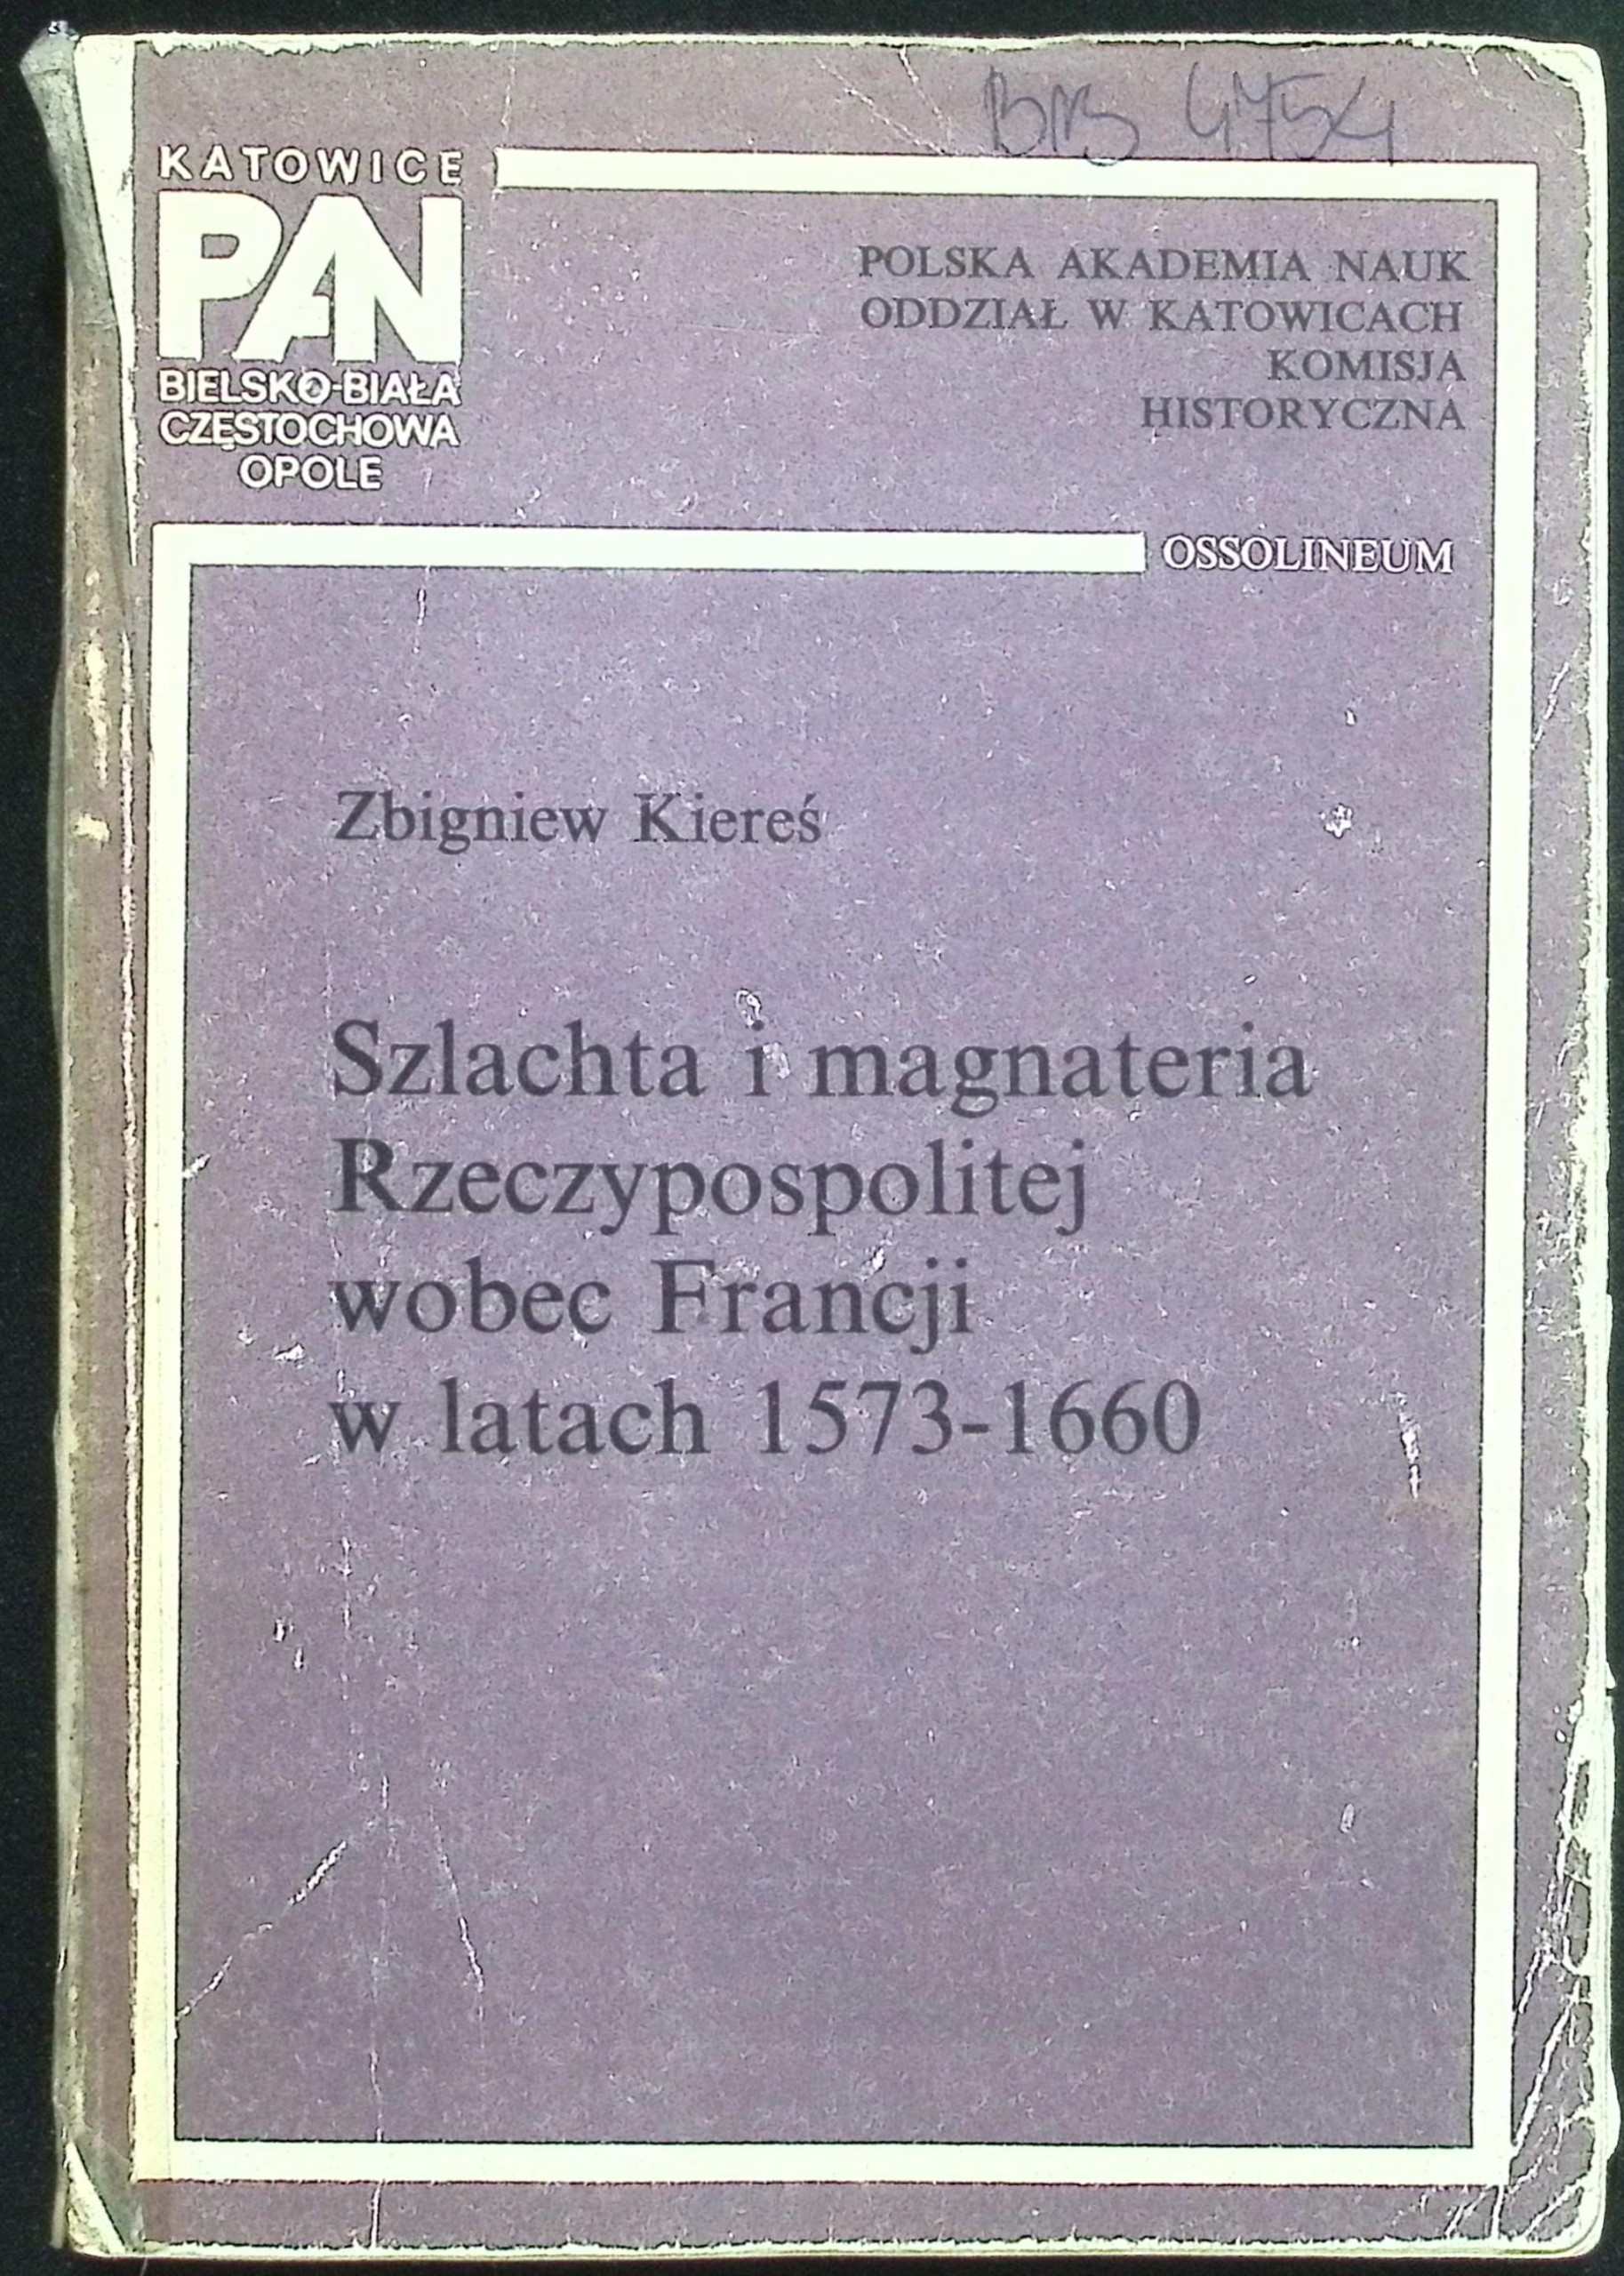 BMB 4754
KATOWICE
PAN
BIELSKO-BIAŁA
CZĘSTOCHOWA
OPOLE
POLSKA AKADEMIA NAUK
ODDZIAŁ W KATOWICACH
KOMISJA
HISTORYCZNA
OSSOLINEUM
Zbigniew Kiereś
Szlachta i magnateria
Rzeczypospolitej
wobec Francji
w latach 1573-1660